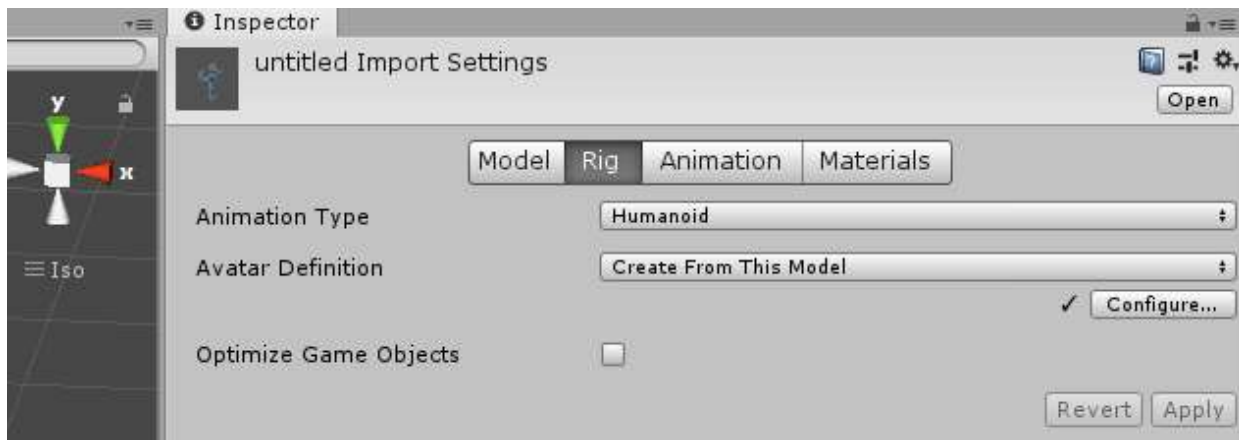 Inspector
untitled Import Settings
Open
Model Rig Animation Materials
y
x
Iso
Animation Type Humanoid
Avatar Definition Create From This Model
✓ Configure...
Optimize Game Objects
Revert Apply